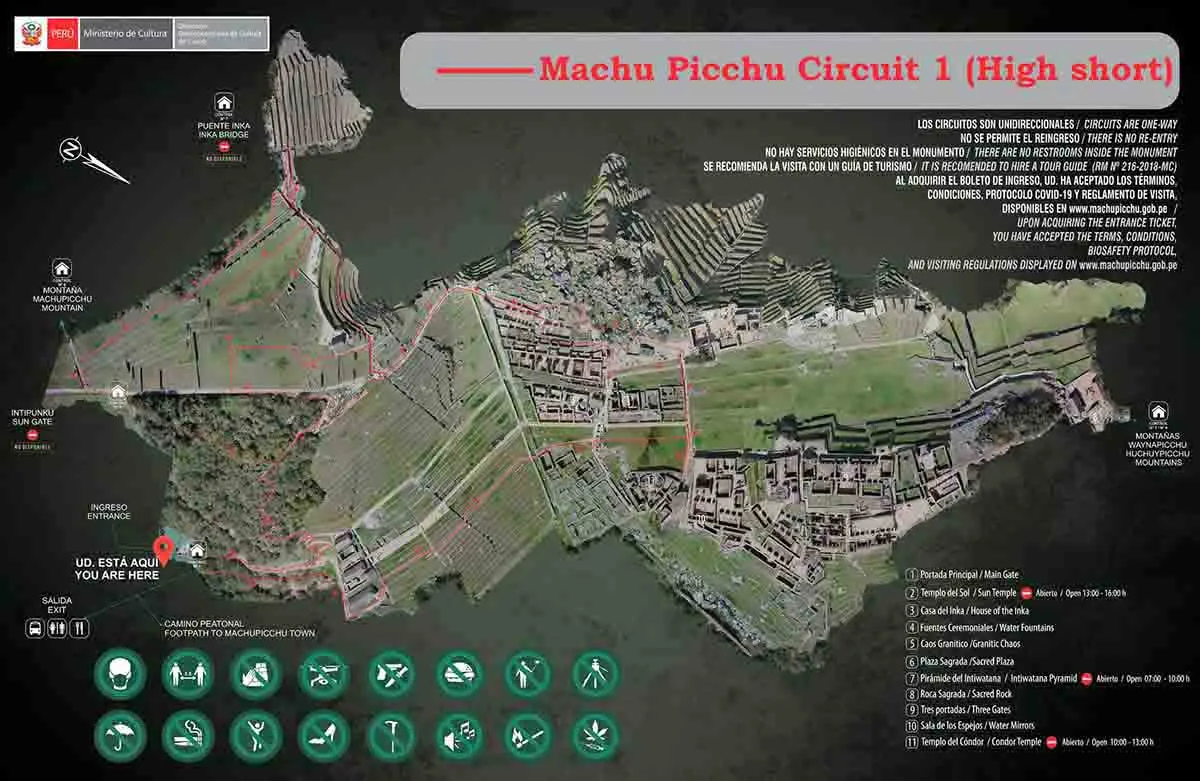 PERÚ
Ministerio de Cultura
Dirección
Desconcentrada de Cultura
de Cusco
Machu Picchu Circuit 1 (High short)
LOS CIRCUITOS SON UNIDIRECCIONALES / CIRCUITS ARE ONE-WAY
NO SE PERMITE EL REINGRESO / THERE IS NO RE-ENTRY
NO HAY SERVICIOS HIGIÉNICOS EN EL MONUMENTO / THERE ARE NO RESTROOMS INSIDE THE MONUMENT
SE RECOMIENDA LA VISITA CON UN GUÍA DE TURISMO / IT IS RECOMENDED TO HIRE A TOUR GUIDE (RM Nº 216-2018-MC)
AL ADQUIRIR EL BOLETO DE INGRESO, UD. HA ACEPTADO LOS TÉRMINOS,
CONDICIONES, PROTOCOLO COVID-19 Y REGLAMENTO DE VISITA,
DISPONIBLES EN www.machupicchu.gob.pe /
UPON ACQUIRING THE ENTRANCE TICKET,
YOU HAVE ACCEPTED THE TERMS, CONDITIONS,
BIOSAFETY PROTOCOL,
AND VISITING REGULATIONS DISPLAYED ON www.machupicchu.gob.pe
CONTROL
PUENTE INKA
INKA BRIDGE
NO DISPONIBLE
Z
CONTROL
MONTAÑA
MACHUPICCHU
MOUNTAIN
INTIPUNKU
SUN GATE
NO DISPONIBLE
CONTROL
MONTAÑAS
WAYNAPICCHU
HUCHUYPICCHU
MOUNTAINS
INGRESO
ENTRANCE
UD. ESTÁ AQUÍ
YOU ARE HERE
SALIDA
EXIT
CAMINO PEATONAL
FOOTPATH TO MACHUPICCHU TOWN
10
1 Portada Principal / Main Gate
2 Templo del Sol / Sun Temple Abierto / Open 13:00 - 16:00 h
3 Casa del Inka / House of the Inka
4 Fuentes Ceremoniales / Water Fountains
5 Caos Granítico /Granitic Chaos
6 Plaza Sagrada /Sacred Plaza
7 Pirámide del Intiwatana / Intiwatana Pyramid Abierto / Open 07:00 - 10:00 h
8 Roca Sagrada / Sacred Rock
9 Tres portadas / Three Gates
10 Sala de los Espejos / Water Mirrors
11 Templo del Cóndor / Condor Temple Abierto / Open 10:00 - 13:00 h